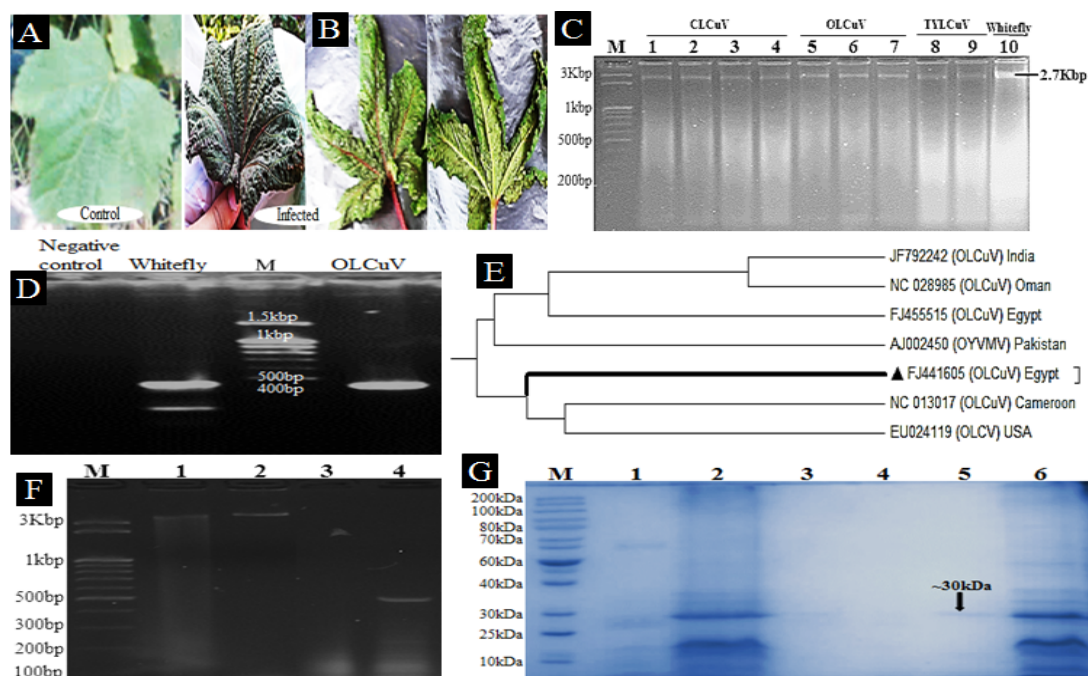 A
Control
Infected
B
C
CLCuV OLCuV TYLCuV Whitefly
M 1 2 3 4 5 6 7 8 9 10
3Kbp
2.7Kbp
1kbp
500bp
200bp
D
Negative
control Whitefly M OLCuV
1.5kbp
1kbp
500bp
400bp
E
JF792242 (OLCuV) India
NC 028985 (OLCuV) Oman
FJ455515 (OLCuV) Egypt
AJ002450 (OYVMV) Pakistan
▲ FJ441605 (OLCuV) Egypt
NC 013017 (OLCuV) Cameroon
EU024119 (OLCV) USA
F
M 1 2 3 4
3Kbp
1kbp
500bp
300bp
200bp
100bp
G
M 1 2 3 4 5 6
200kDa
100kDa
80kDa
70kDa
60kDa
40kDa
~30kDa
30kDa
25kDa
10kDa